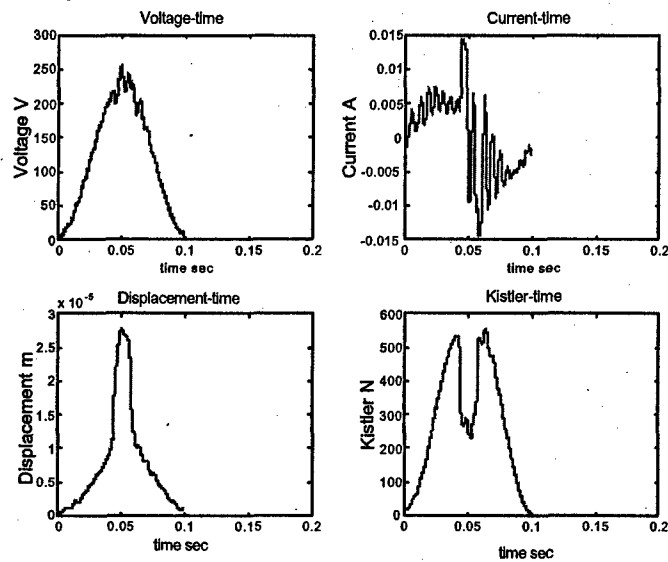 Voltage-time
300
250
200
150
100
50
0
Voltage V
0 0.05 0.1 0.15 0.2
time sec
Current-time
0.015
0.01
0.005
0
-0.005
-0.01
-0.015
Current A
0 0.05 0.1 0.15 0.2
time sec
x 10⁻⁵
Displacement-time
3
2.5
2
1.5
1
0.5
0
Displacement m
0 0.05 0.1 0.15 0.2
time sec
Kistler-time
600
500
400
300
200
100
0
Kistler N
0 0.05 0.1 0.15 0.2
time sec